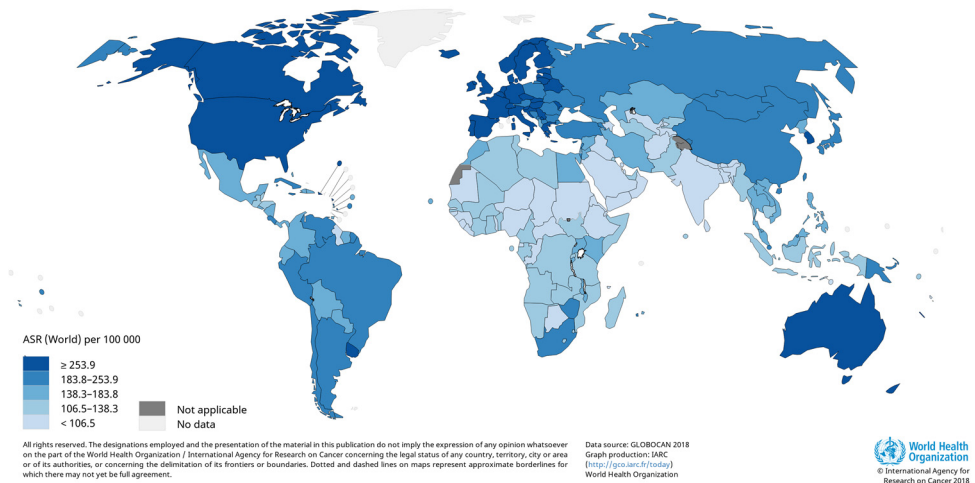 ASR (World) per 100 000
≥ 253.9
183.8–253.9
138.3–183.8
106.5–138.3
< 106.5
Not applicable
No data
All rights reserved. The designations employed and the presentation of the material in this publication do not imply the expression of any opinion whatsoever
on the part of the World Health Organization / International Agency for Research on Cancer concerning the legal status of any country, territory, city or area
or of its authorities, or concerning the delimitation of its frontiers or boundaries. Dotted and dashed lines on maps represent approximate borderlines for
which there may not yet be full agreement.
Data source: GLOBOCAN 2018
Graph production: IARC
(http://gco.iarc.fr/today)
World Health Organization
World Health
Organization
© International Agency for
Research on Cancer 2018